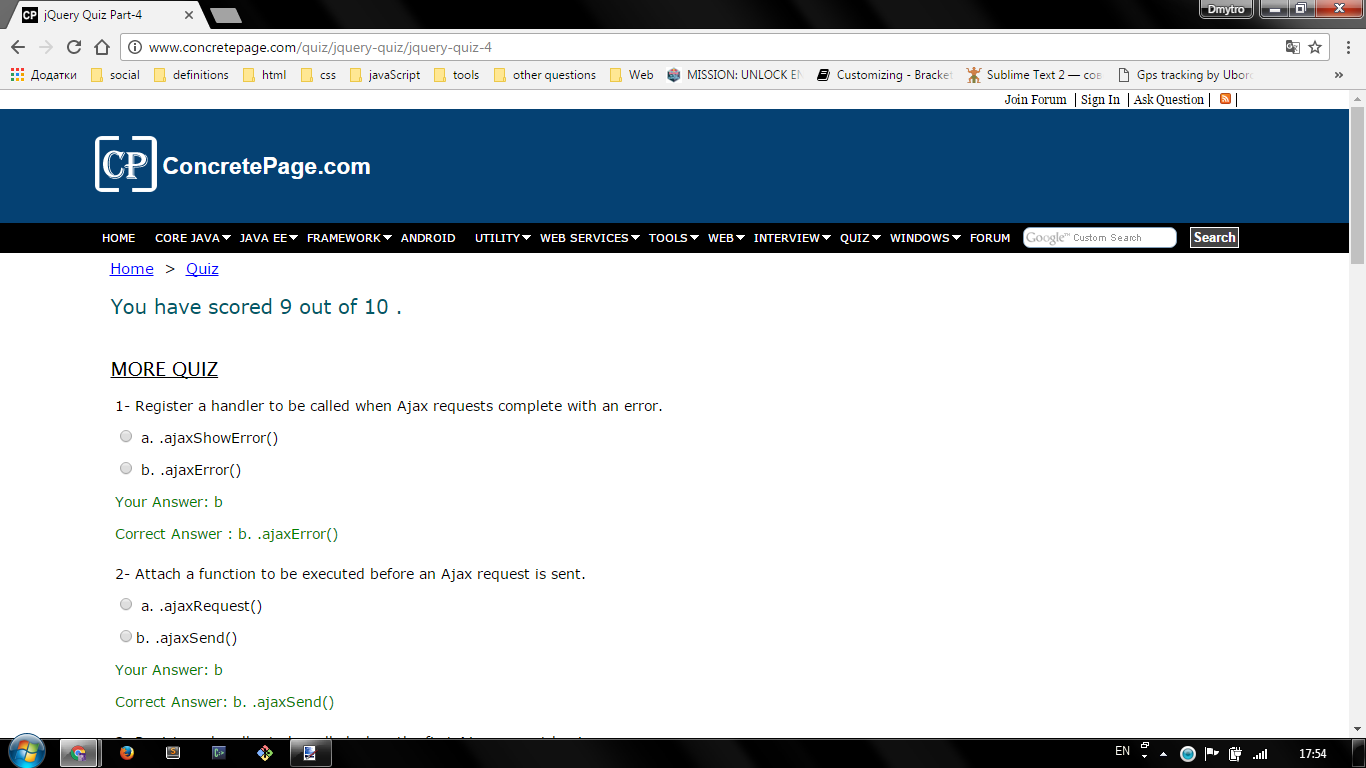 jQuery Quiz Part-4
Dmytro
www.concretepage.com/quiz/jquery-quiz/jquery-quiz-4
Додатки social definitions html css javaScript tools other questions Web MISSION: UNLOCK EN Customizing - Bracket Sublime Text 2 — сов Gps tracking by Ubor »
Join Forum | Sign In | Ask Question | |
CP ConcretePage.com
HOME CORE JAVA JAVA EE FRAMEWORK ANDROID UTILITY WEB SERVICES TOOLS WEB INTERVIEW QUIZ WINDOWS FORUM Google™ Custom Search Search
Home > Quiz
You have scored 9 out of 10 .
MORE QUIZ
1- Register a handler to be called when Ajax requests complete with an error.
a. .ajaxShowError()
b. .ajaxError()
Your Answer: b
Correct Answer : b. .ajaxError()
2- Attach a function to be executed before an Ajax request is sent.
a. .ajaxRequest()
b. .ajaxSend()
Your Answer: b
Correct Answer: b. .ajaxSend()
EN 17:54